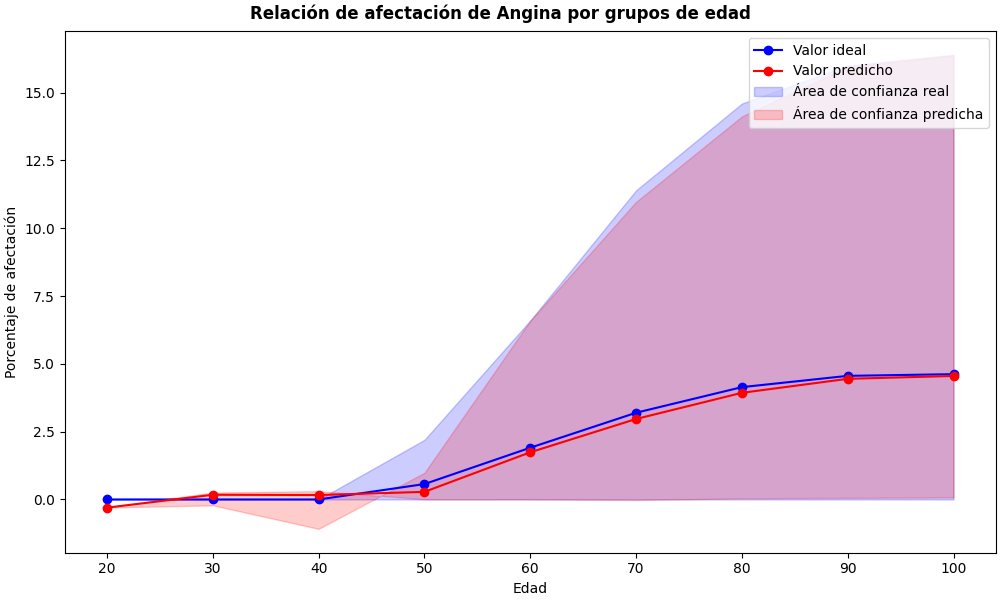 Relación de afectación de Angina por grupos de edad
Valor ideal
Valor predicho
Área de confianza real
Área de confianza predicha
Porcentaje de afectación
15.0
12.5
10.0
7.5
5.0
2.5
0.0
20 30 40 50 60 70 80 90 100
Edad